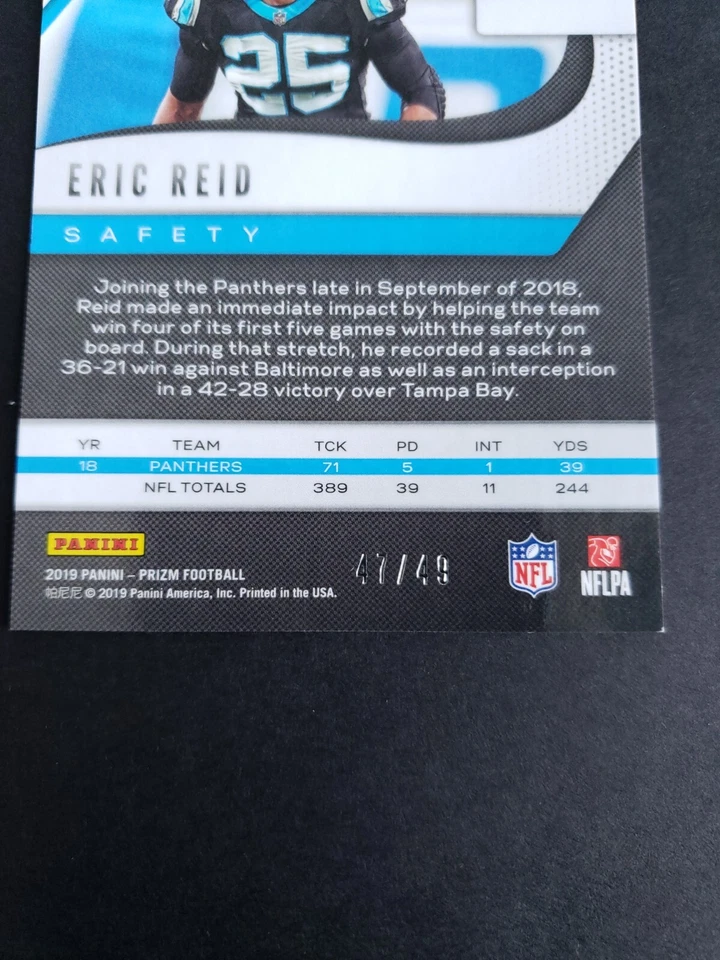 25
ERIC REID
SAFETY
Joining the Panthers late in September of 2018,
Reid made an immediate impact by helping the team
win four of its first five games with the safety on
board. During that stretch, he recorded a sack in a
36-21 win against Baltimore as well as an interception
in a 42-28 victory over Tampa Bay.
YR TEAM TCK PD INT YDS
18 PANTHERS 71 5 1 39
NFL TOTALS 389 39 11 244
PANINI
2019 PANINI – PRIZM FOOTBALL
帕尼尼 © 2019 Panini America, Inc. Printed in the USA.
47/49
NFL
NFLPA